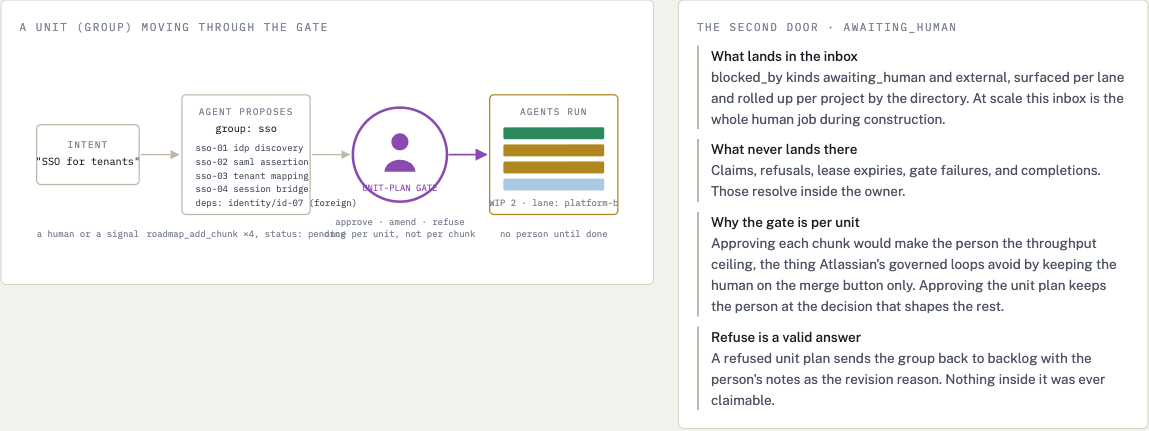 A UNIT (GROUP) MOVING THROUGH THE GATE
INTENT
"SSO for tenants"
a human or a signal
AGENT PROPOSES
group: sso
sso-01 idp discovery
sso-02 saml assertion
sso-03 tenant mapping
sso-04 session bridge
deps: identity/id-07 (foreign)
roadmap_add_chunk ×4, status: pending
UNIT-PLAN GATE
approve · amend · refuse
once per unit, not per chunk
AGENTS RUN
WIP 2 · lane: platform-b
no person until done
THE SECOND DOOR · AWAITING_HUMAN
What lands in the inbox
blocked_by kinds awaiting_human and external, surfaced per lane
and rolled up per project by the directory. At scale this inbox is the
whole human job during construction.
What never lands there
Claims, refusals, lease expiries, gate failures, and completions.
Those resolve inside the owner.
Why the gate is per unit
Approving each chunk would make the person the throughput
ceiling, the thing Atlassian's governed loops avoid by keeping the
human on the merge button only. Approving the unit plan keeps
the person at the decision that shapes the rest.
Refuse is a valid answer
A refused unit plan sends the group back to backlog with the
person's notes as the revision reason. Nothing inside it was ever
claimable.